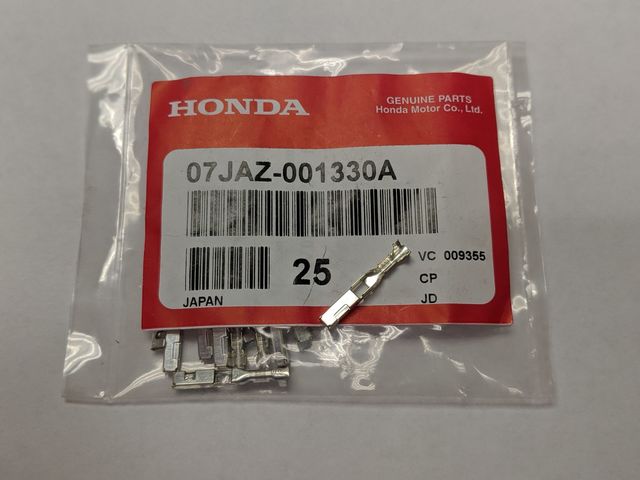 HONDA
GENUINE PARTS
Honda Motor Co., Ltd.
07JAZ-001330A
25
VC 009355
CP
JAPAN
JD